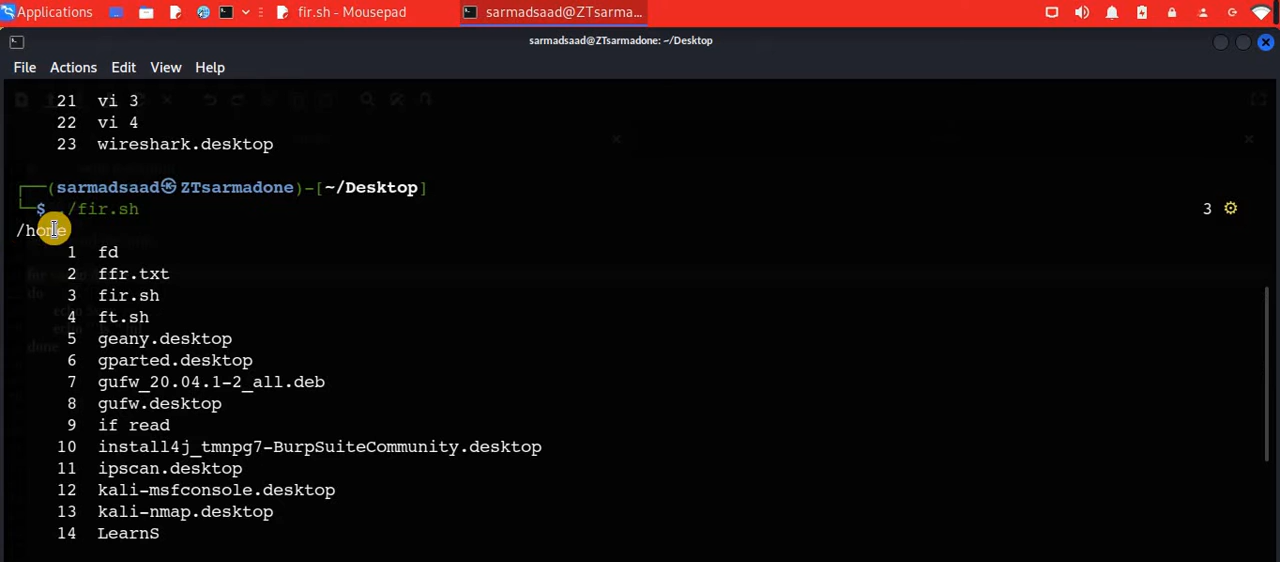 Applications
fir.sh - Mousepad
sarmadsaad@ZTsarma...
sarmadsaad@ZTsarmadone: ~/Desktop
File Actions Edit View Help
21 vi 3
22 vi 4
23 wireshark.desktop
┌──(sarmadsaad㉿ZTsarmadone)-[~/Desktop]
└─$ ./fir.sh 3 ⚙
/home
1 fd
2 ffr.txt
3 fir.sh
4 ft.sh
5 geany.desktop
6 gparted.desktop
7 gufw_20.04.1-2_all.deb
8 gufw.desktop
9 if read
10 install4j_tmnpg7-BurpSuiteCommunity.desktop
11 ipscan.desktop
12 kali-msfconsole.desktop
13 kali-nmap.desktop
14 LearnS
do
done